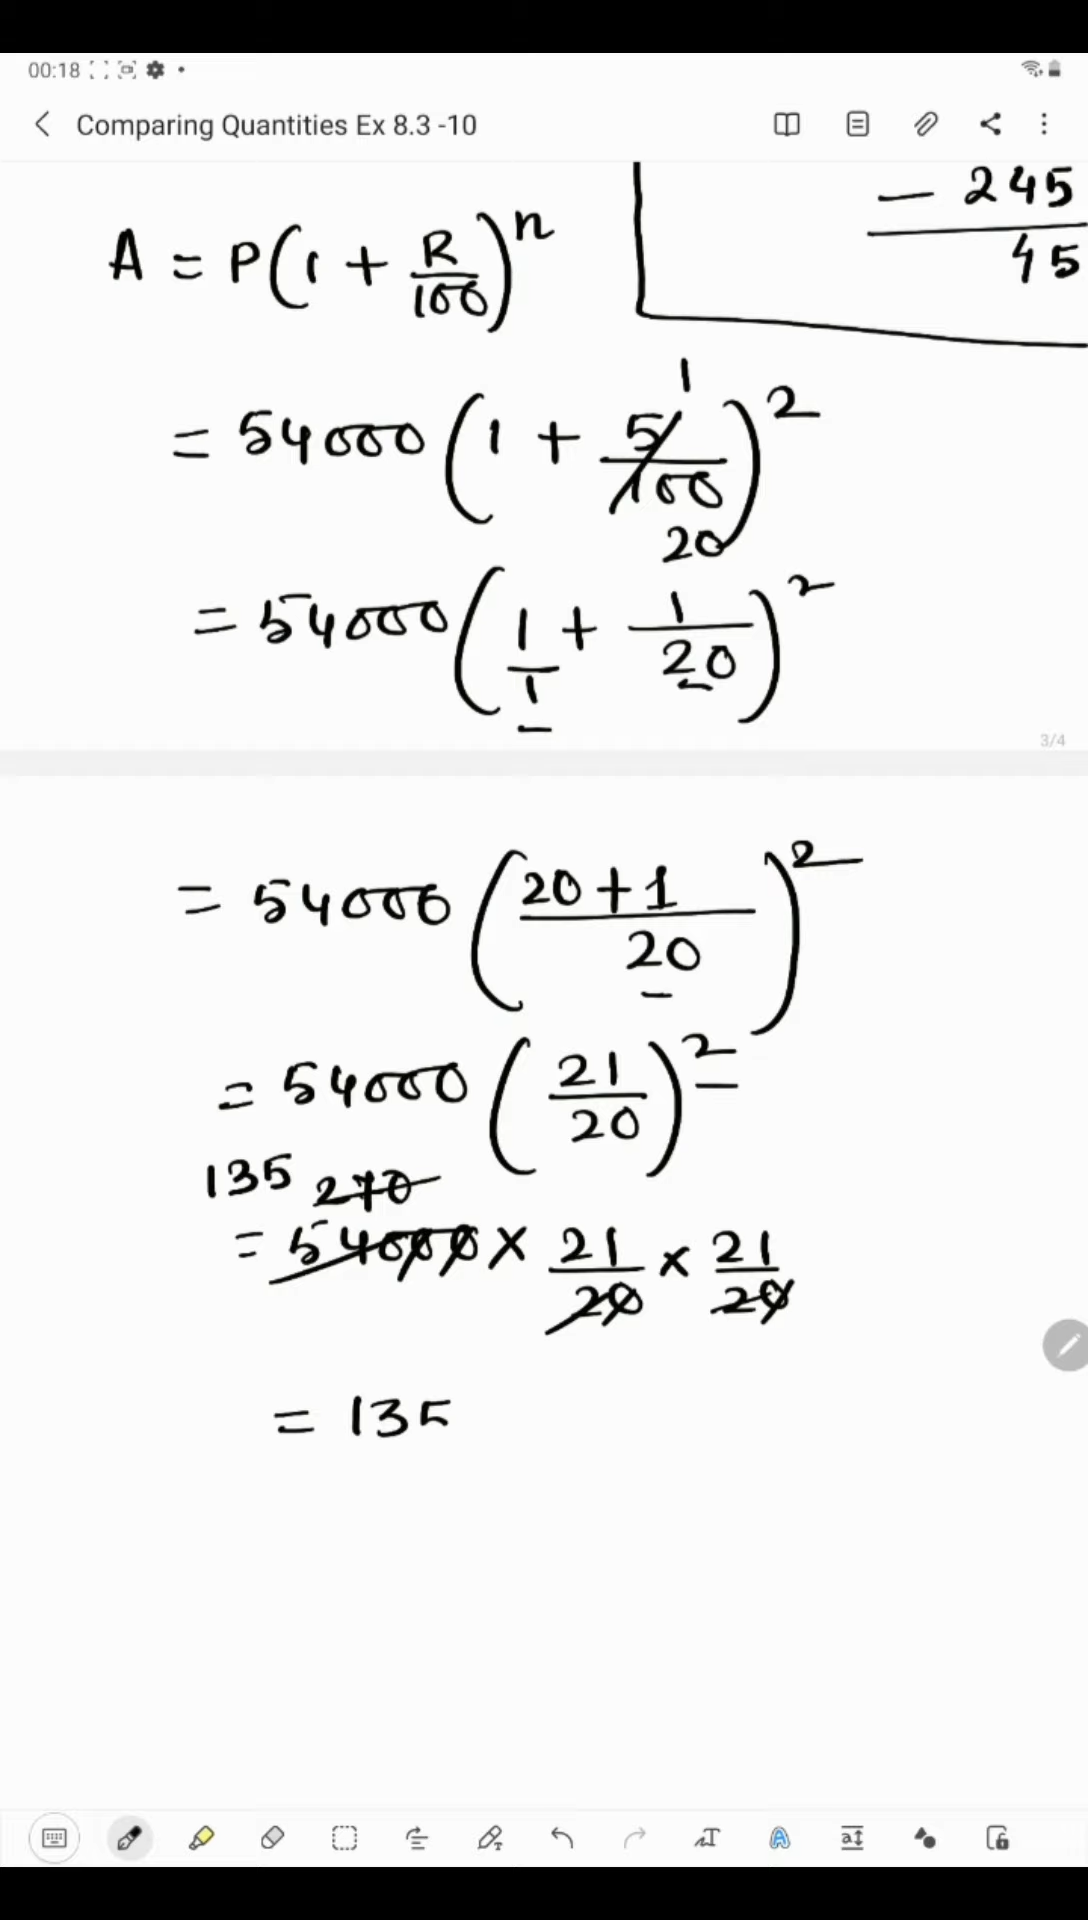 00:18
Comparing Quantities Ex 8.3 -10
- 245
45
A = P(1 + R/100)^n
= 54000 (1 + 5/100)^2
1
20
= 54000 (1/1 + 1/20)^2
3/4
= 54000 ((20+1)/20)^2
= 54000 (21/20)^2
135 270
= 54000 × 21/20 × 21/20
= 135